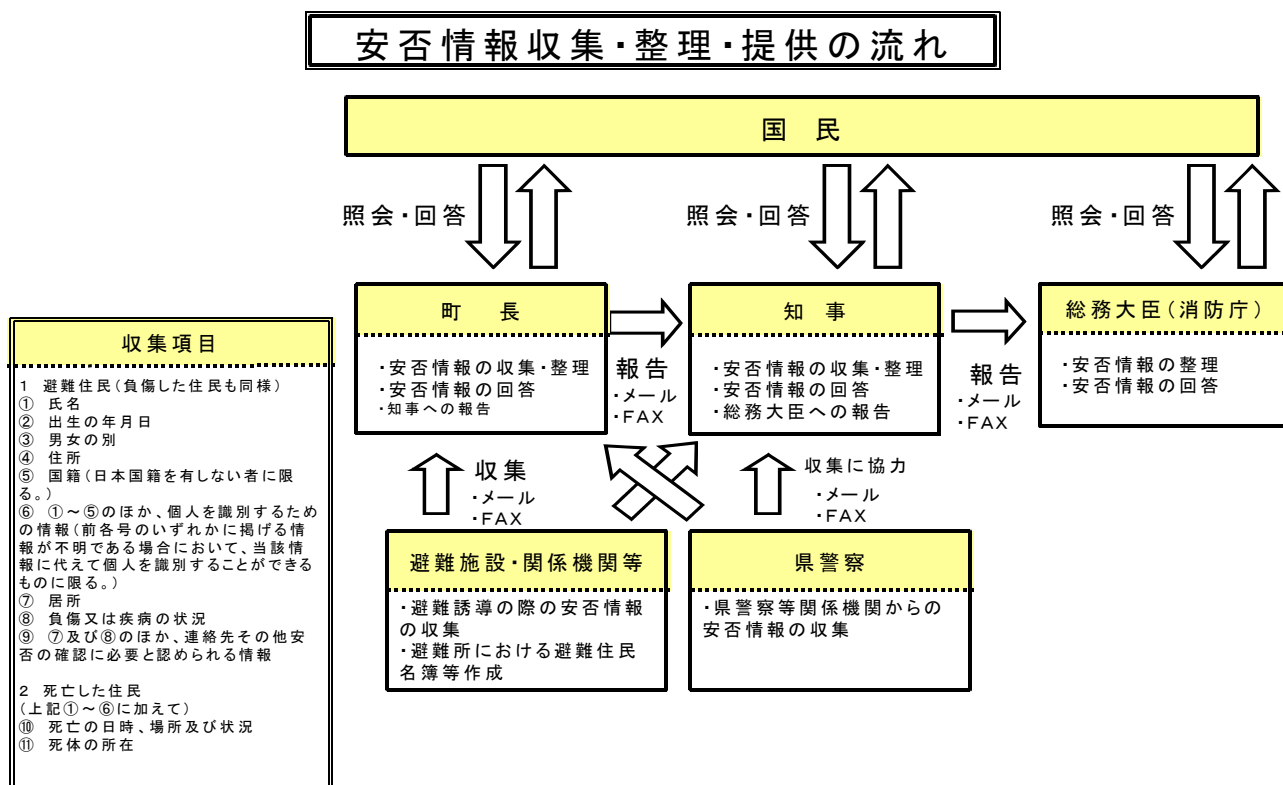 安否情報収集・整理・提供の流れ
国 民
照会・回答
照会・回答
照会・回答
町 長
・安否情報の収集・整理
・安否情報の回答
・知事への報告
報告
・メール
・FAX
知 事
・安否情報の収集・整理
・安否情報の回答
・総務大臣への報告
報告
・メール
・FAX
総務大臣(消防庁)
・安否情報の整理
・安否情報の回答
収集
・メール
・FAX
収集に協力
・メール
・FAX
避難施設・関係機関等
・避難誘導の際の安否情報
の収集
・避難所における避難住民
名簿等作成
県警察
・県警察等関係機関からの
安否情報の収集
収集項目
1 避難住民(負傷した住民も同様)
① 氏名
② 出生の年月日
③ 男女の別
④ 住所
⑤ 国籍(日本国籍を有しない者に限
る。)
⑥ ①~⑤のほか、個人を識別するため
の情報(前各号のいずれかに掲げる情
報が不明である場合において、当該情
報に代えて個人を識別することができる
ものに限る。)
⑦ 居所
⑧ 負傷又は疾病の状況
⑨ ⑦及び⑧のほか、連絡先その他安
否の確認に必要と認められる情報
2 死亡した住民
(上記①~⑥に加えて)
⑩ 死亡の日時、場所及び状況
⑪ 死体の所在